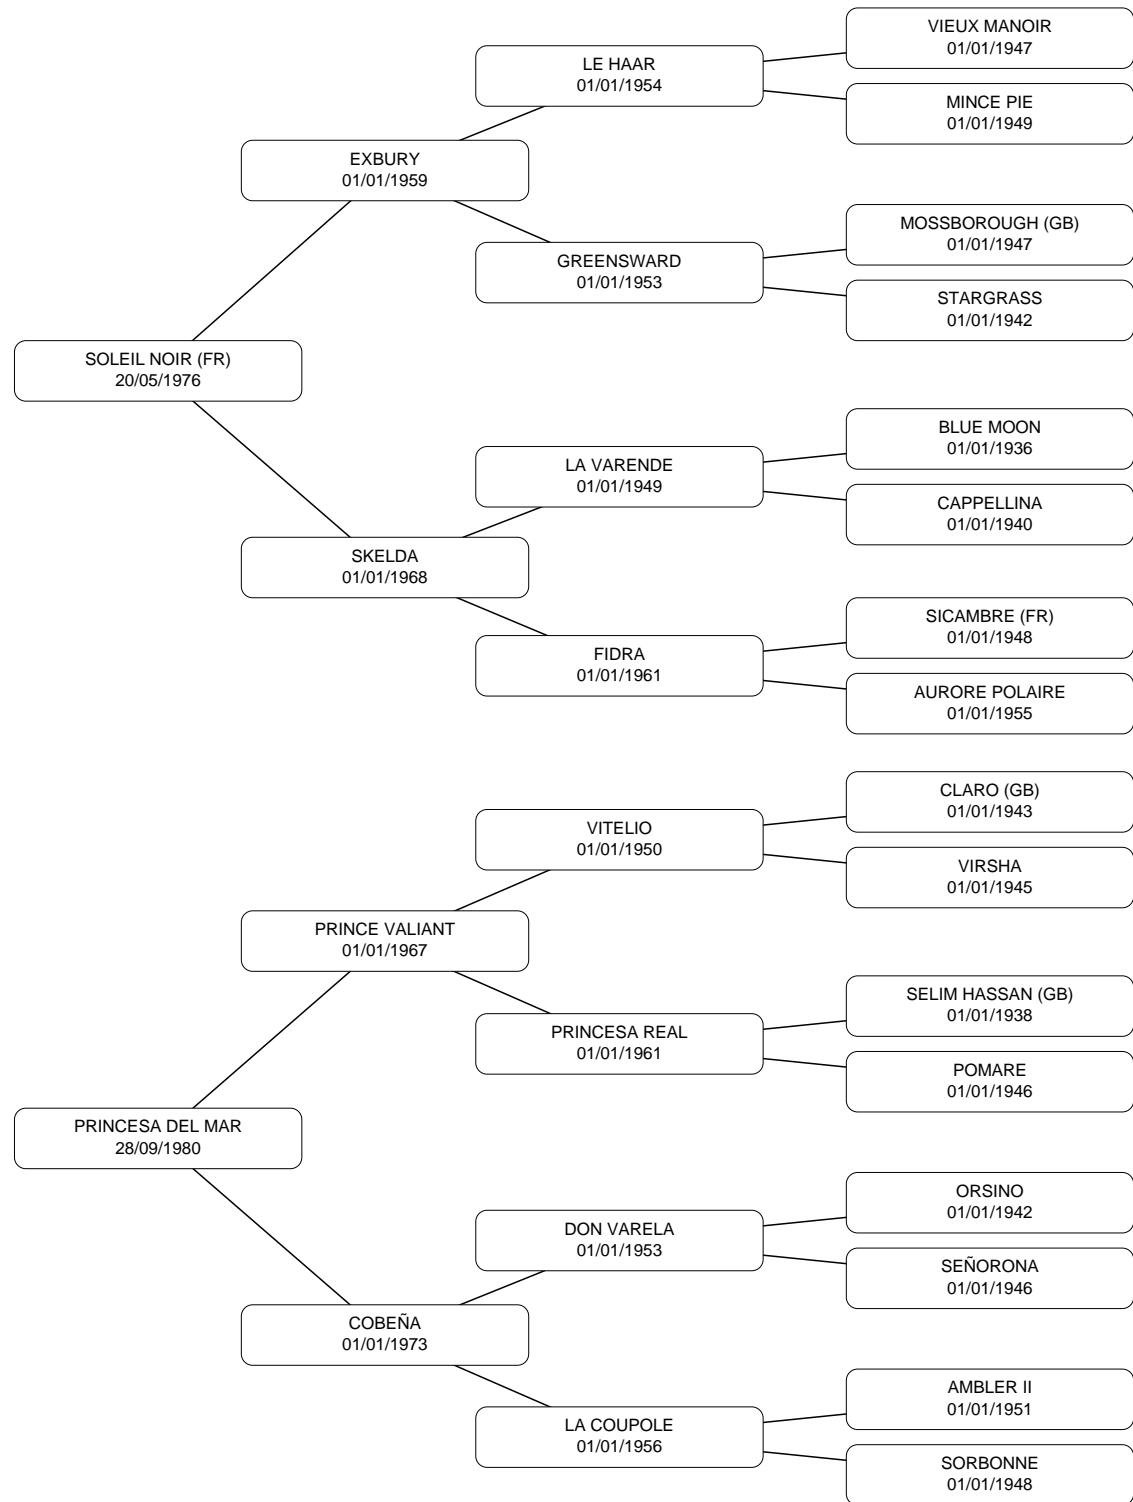 VIEUX MANOIR
01/01/1947
LE HAAR
01/01/1954
MINCE PIE
01/01/1949
EXBURY
01/01/1959
MOSSBOROUGH (GB)
01/01/1947
GREENSWARD
01/01/1953
STARGRASS
01/01/1942
SOLEIL NOIR (FR)
20/05/1976
BLUE MOON
01/01/1936
LA VARENDE
01/01/1949
CAPPELLINA
01/01/1940
SKELDA
01/01/1968
SICAMBRE (FR)
01/01/1948
FIDRA
01/01/1961
AURORE POLAIRE
01/01/1955
CLARO (GB)
01/01/1943
VITELIO
01/01/1950
VIRSHA
01/01/1945
PRINCE VALIANT
01/01/1967
SELIM HASSAN (GB)
01/01/1938
PRINCESA REAL
01/01/1961
POMARE
01/01/1946
PRINCESA DEL MAR
28/09/1980
ORSINO
01/01/1942
DON VARELA
01/01/1953
SEÑORONA
01/01/1946
COBEÑA
01/01/1973
AMBLER II
01/01/1951
LA COUPOLE
01/01/1956
SORBONNE
01/01/1948